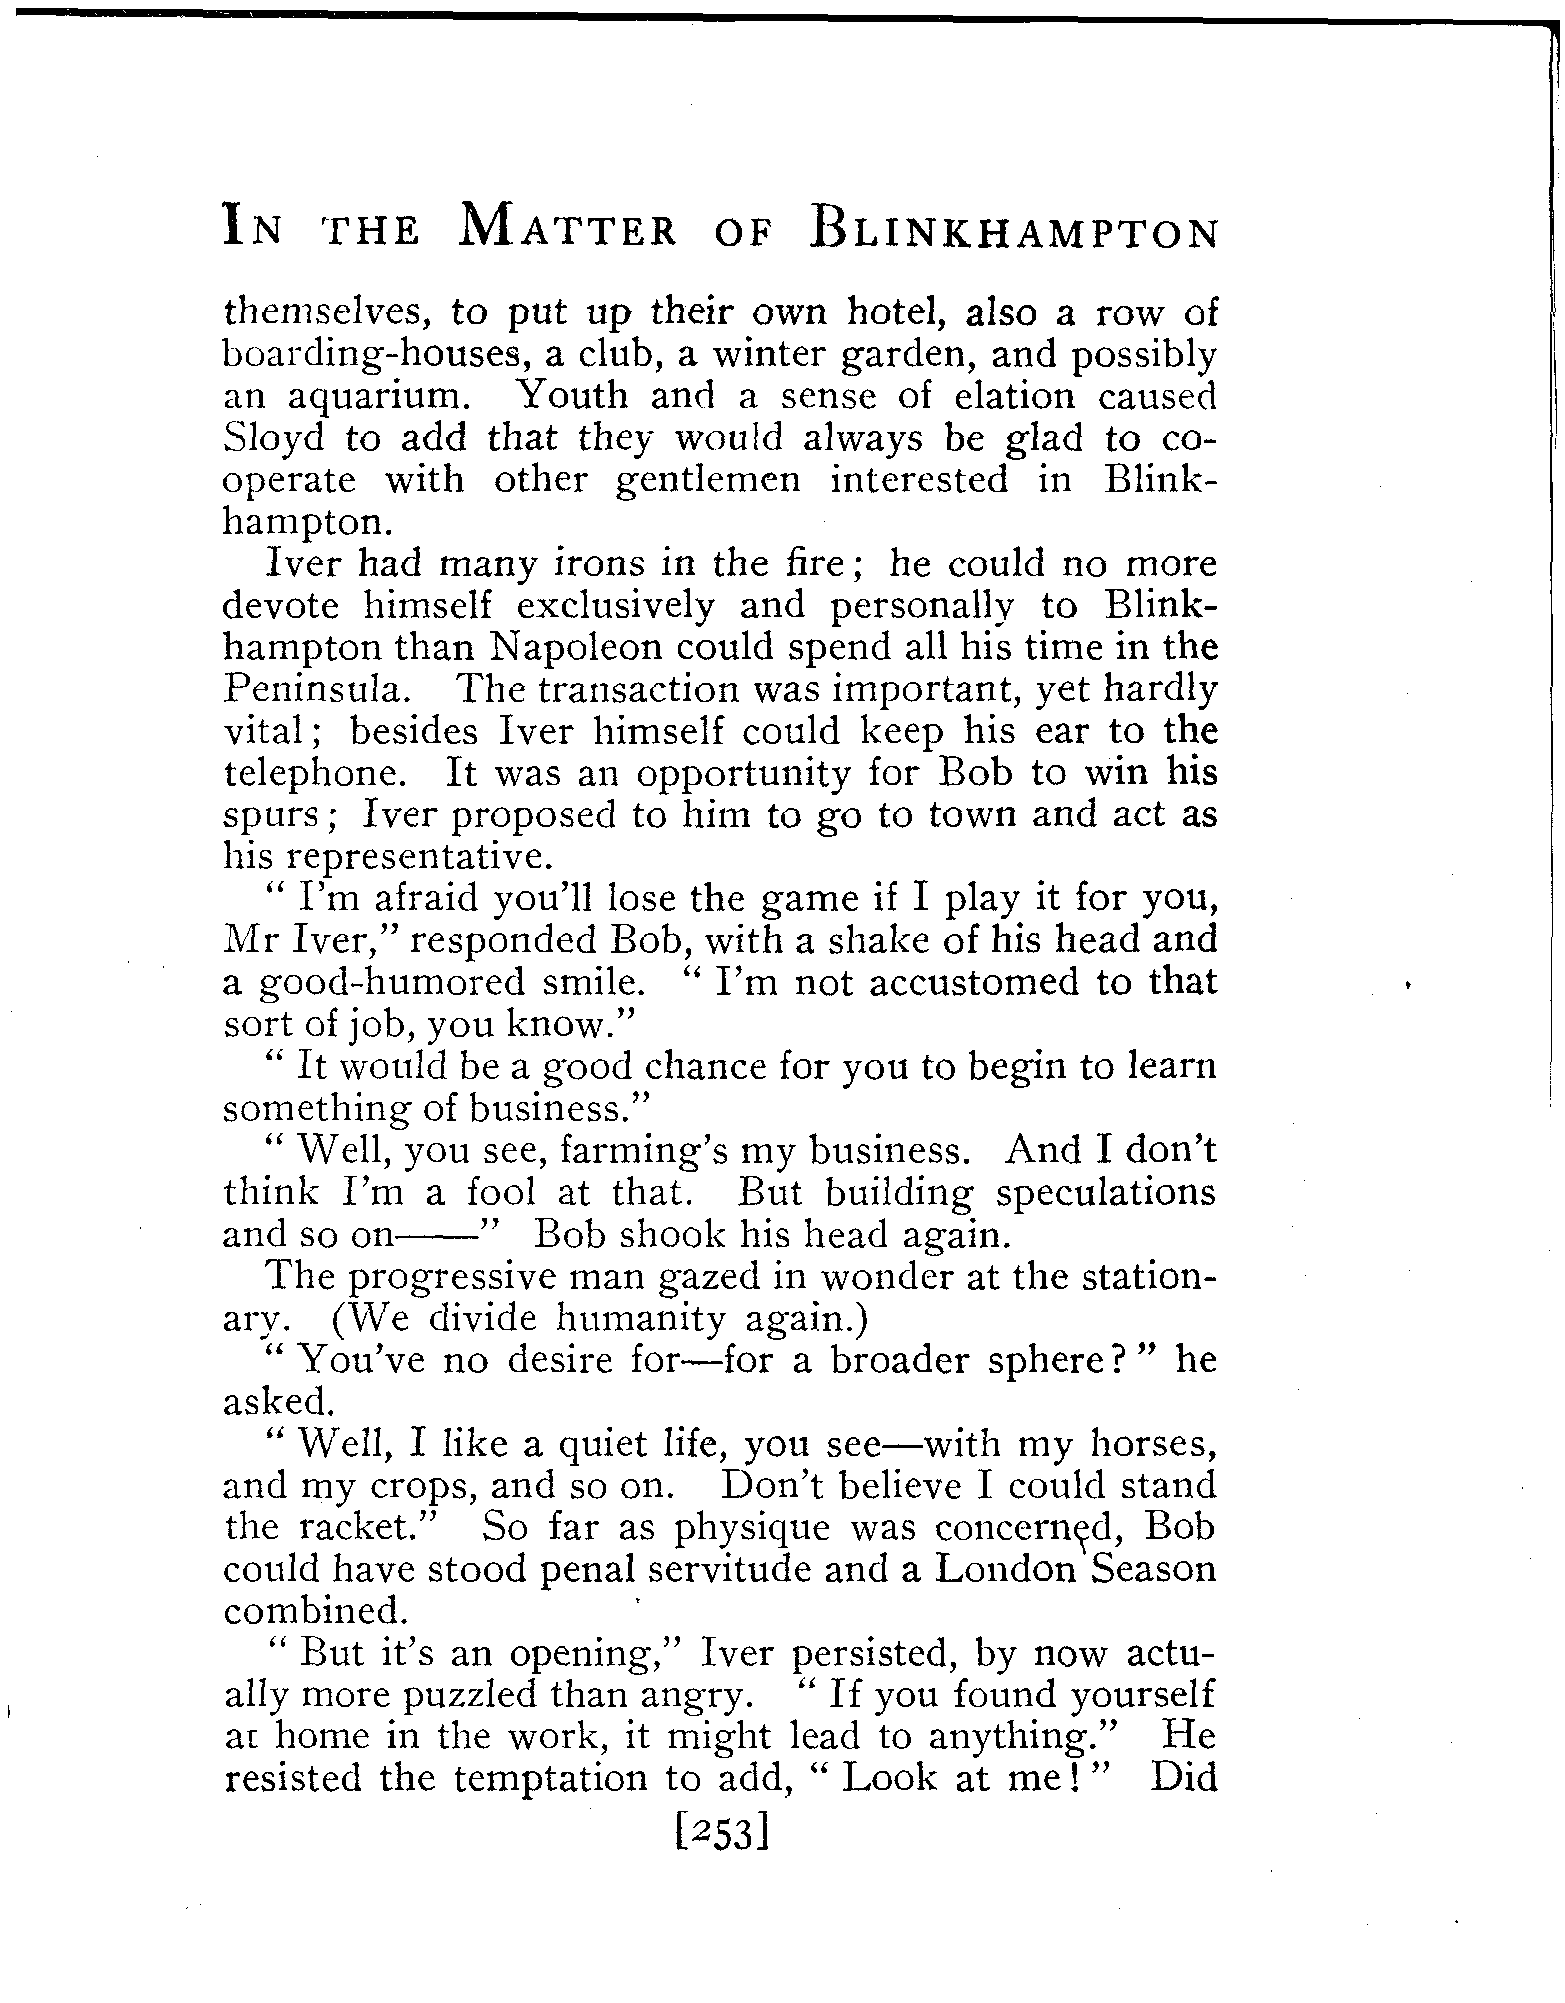 In the Matter of Blinkhampton
themselves, to put up their own hotel, also a row of
boarding-houses, a club, a winter garden, and possibly
an aquarium. Youth and a sense of elation caused
Sloyd to add that they would always be glad to co-
operate with other gentlemen interested in Blink-
hampton.
Iver had many irons in the fire; he could no more
devote himself exclusively and personally to Blink-
hampton than Napoleon could spend all his time in the
Peninsula. The transaction was important, yet hardly
vital; besides Iver himself could keep his ear to the
telephone. It was an opportunity for Bob to win his
spurs; Iver proposed to him to go to town and act as
his representative.
“ I'm afraid you'll lose the game if I play it for you,
Mr Iver,” responded Bob, with a shake of his head and
a good-humored smile. “ I'm not accustomed to that
sort of job, you know.”
“ It would be a good chance for you to begin to learn
something of business.”
“ Well, you see, farming's my business. And I don't
think I'm a fool at that. But building speculations
and so on——” Bob shook his head again.
The progressive man gazed in wonder at the station-
ary. (We divide humanity again.)
“ You've no desire for—for a broader sphere? ” he
asked.
“ Well, I like a quiet life, you see—with my horses,
and my crops, and so on. Don't believe I could stand
the racket.” So far as physique was concerned, Bob
could have stood penal servitude and a London Season
combined.
“ But it's an opening,” Iver persisted, by now actu-
ally more puzzled than angry. “ If you found yourself
at home in the work, it might lead to anything.” He
resisted the temptation to add, “ Look at me! ” Did
[253]